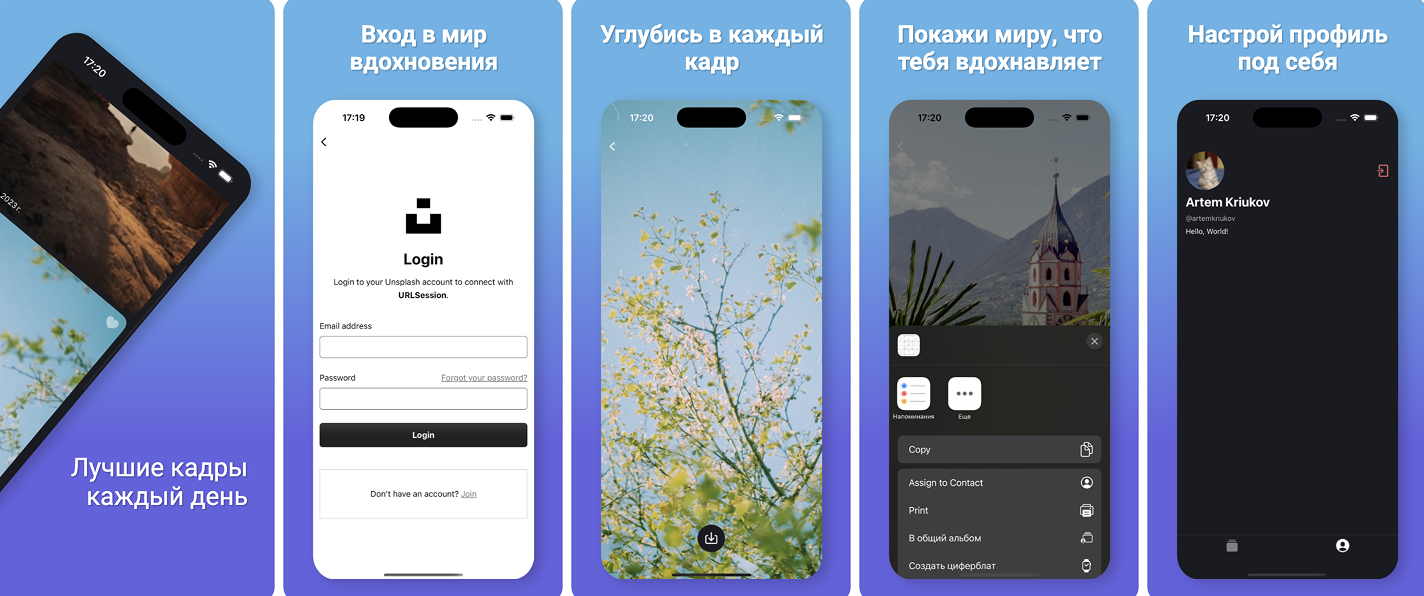 17:20
2023 г.
Лучшие кадры
каждый день
Вход в мир
вдохновения
17:19
Login
Login to your Unsplash account to connect with
URLSession.
Email address
Password
Forgot your password?
Login
Don't have an account? Join
Углубись в каждый
кадр
17:20
Покажи миру, что
тебя вдохнавляет
17:20
Напоминания
Еще
Copy
Assign to Contact
Print
В общий альбом
Создать циферблат
Настрой профиль
под себя
17:20
Artem Kriukov
@artemkriukov
Hello, World!